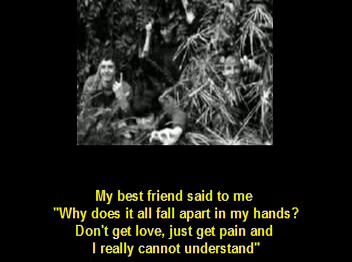 My best friend said to me
"Why does it all fall apart in my hands?
Don't get love, just get pain and
I really cannot understand"